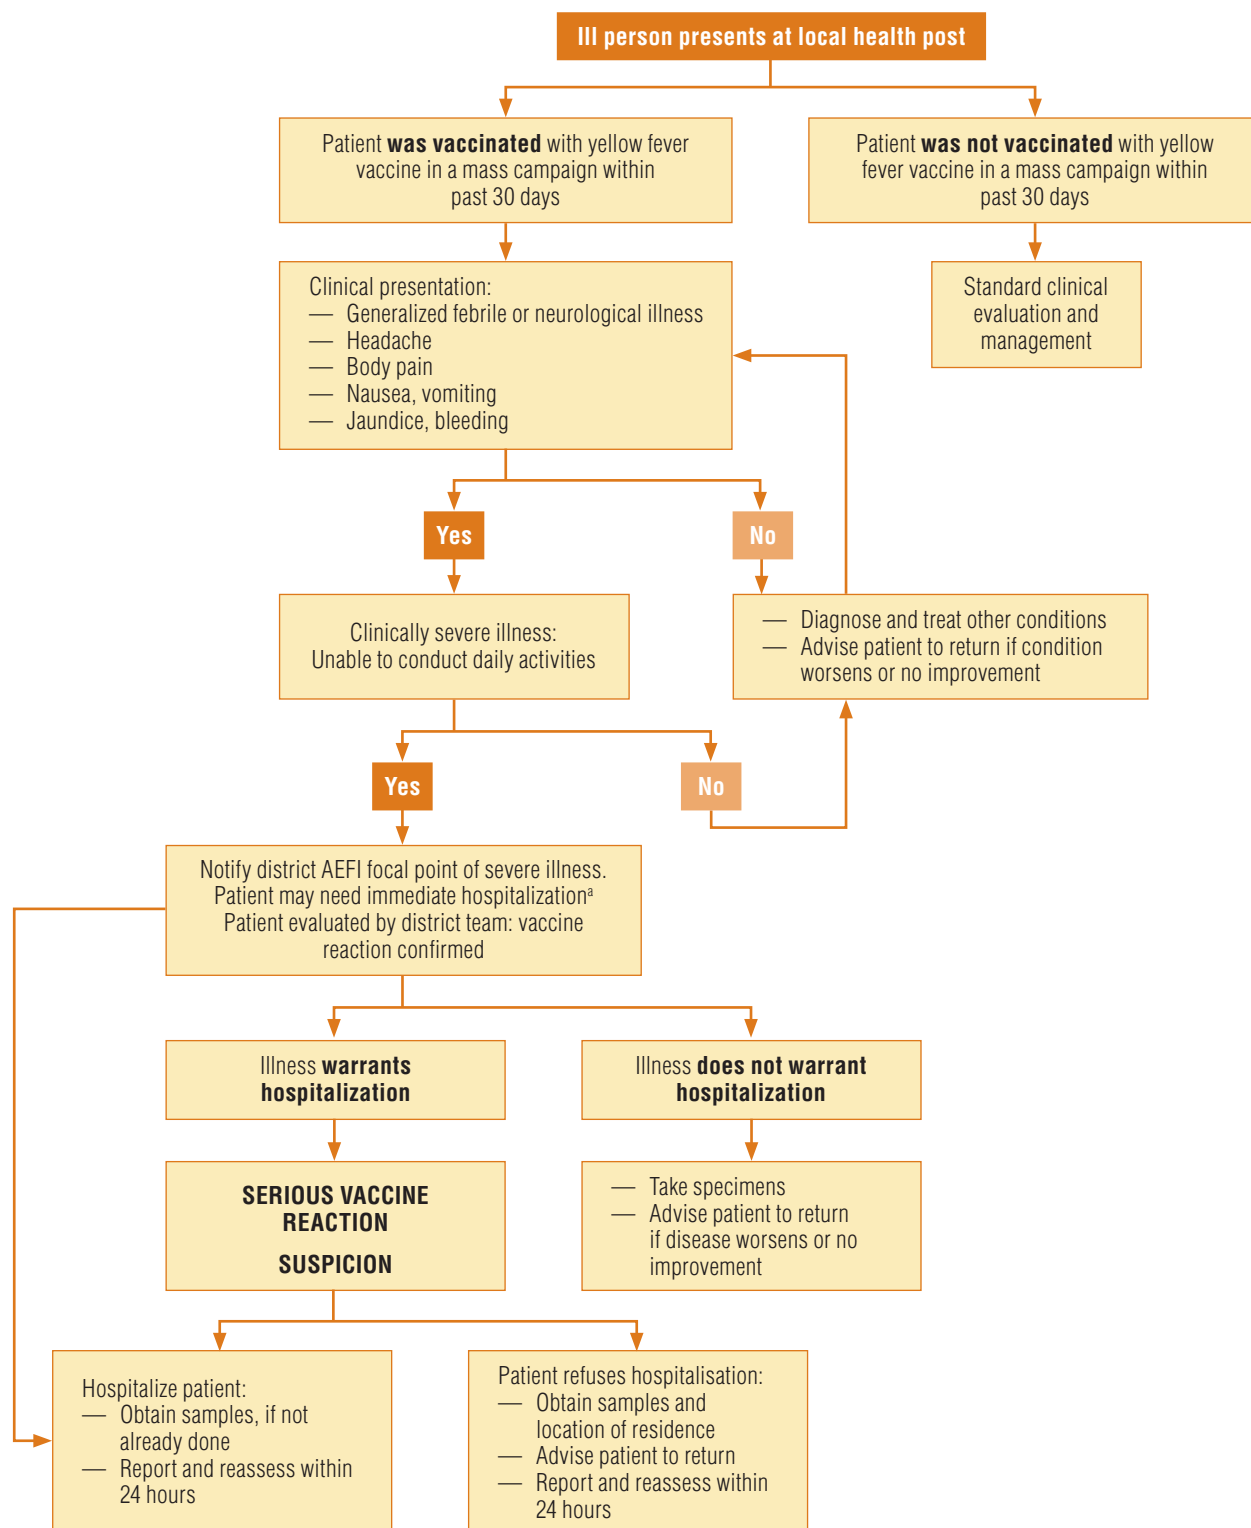 Ill person presents at local health post
Patient was vaccinated with yellow fever
vaccine in a mass campaign within
past 30 days
Patient was not vaccinated with yellow
fever vaccine in a mass campaign within
past 30 days
Clinical presentation:
— Generalized febrile or neurological illness
— Headache
— Body pain
— Nausea, vomiting
— Jaundice, bleeding
Standard clinical
evaluation and
management
Yes
No
Clinically severe illness:
Unable to conduct daily activities
— Diagnose and treat other conditions
— Advise patient to return if condition
worsens or no improvement
Yes
No
Notify district AEFI focal point of severe illness.
Patient may need immediate hospitalizationᵃ
Patient evaluated by district team: vaccine
reaction confirmed
Illness warrants
hospitalization
Illness does not warrant
hospitalization
SERIOUS VACCINE
REACTION
SUSPICION
— Take specimens
— Advise patient to return
if disease worsens or no
improvement
Hospitalize patient:
— Obtain samples, if not
already done
— Report and reassess within
24 hours
Patient refuses hospitalisation:
— Obtain samples and
location of residence
— Advise patient to return
— Report and reassess within
24 hours